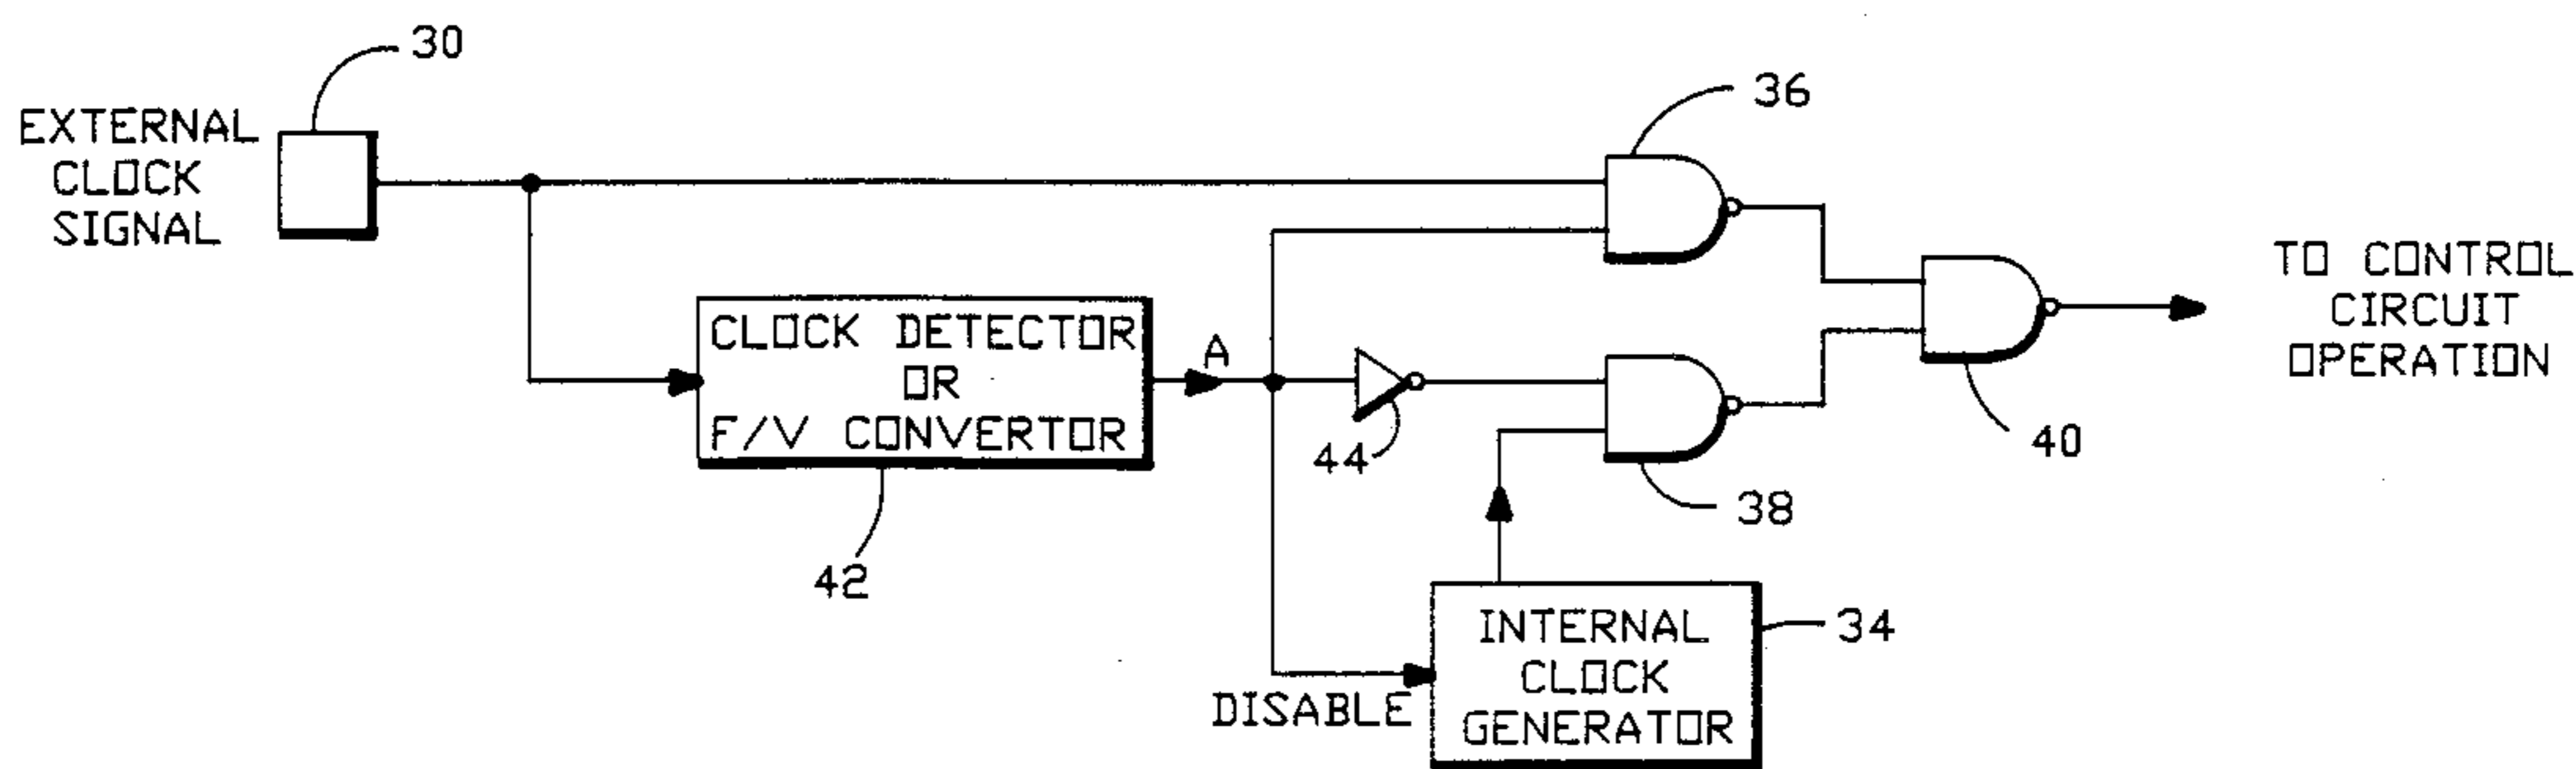 30
EXTERNAL
CLOCK
SIGNAL
36
CLOCK DETECTOR
OR
F/V CONVERTOR
A
44
42
38
40
TO CONTROL
CIRCUIT
OPERATION
DISABLE
INTERNAL
CLOCK
GENERATOR
34